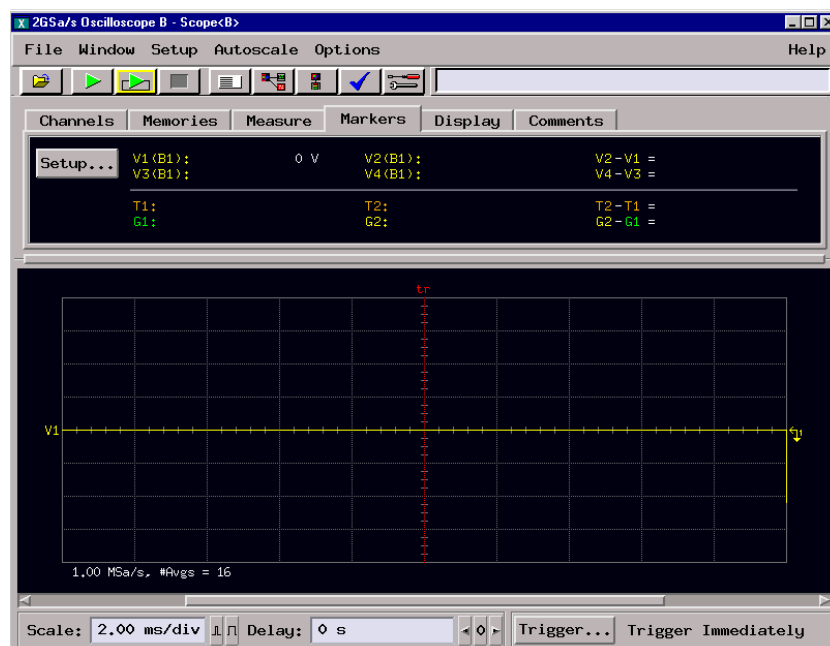 2GSa/s Oscilloscope B - Scope<B>
File Window Setup Autoscale Options Help
Channels Memories Measure Markers Display Comments
Setup...
V1(B1): 0 V V2(B1): V2-V1 =
V3(B1): V4(B1): V4-V3 =
T1: T2: T2-T1 =
G1: G2: G2-G1 =
tr
V1
1
1.00 MSa/s, #Avgs = 16
Scale: 2.00 ms/div Delay: 0 s 0 Trigger... Trigger Immediately